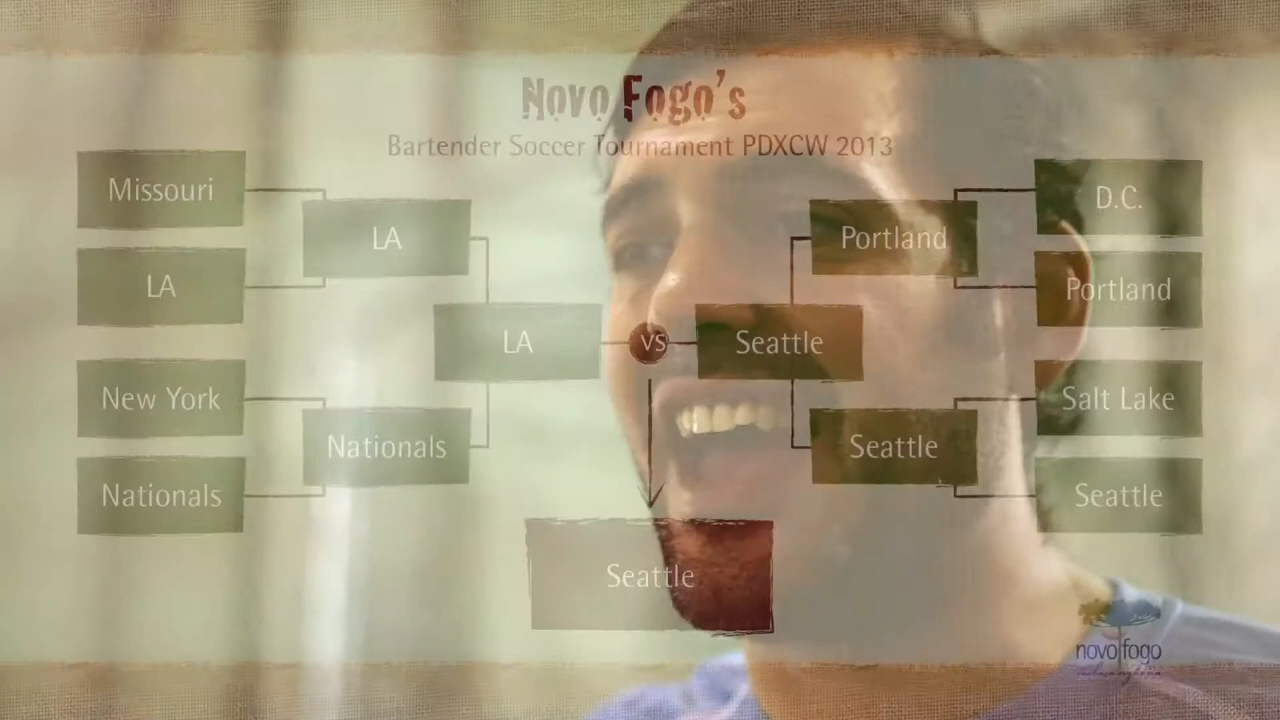 Novo Fogo's
Bartender Soccer Tournament PDXCW 2013
Missouri
LA
New York
Nationals
LA
Nationals
LA
VS
Seattle
Portland
Seattle
D.C.
Portland
Salt Lake
Seattle
Seattle
novo fogo